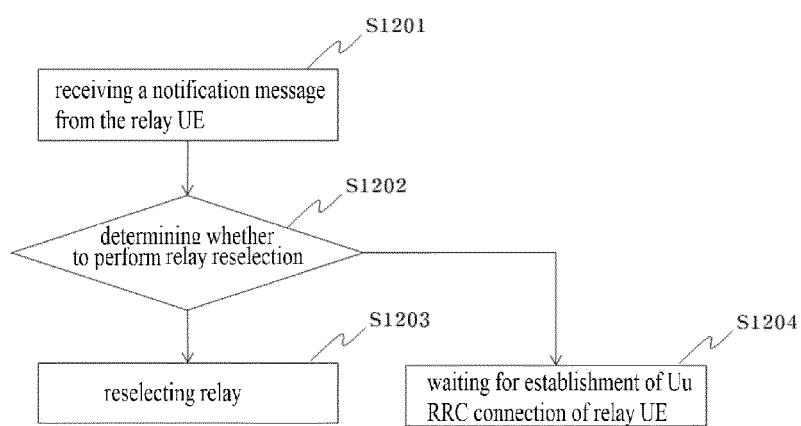 S1201
receiving a notification message
from the relay UE
S1202
determining whether
to perform relay reselection
S1203
reselecting relay
S1204
waiting for establishment of Uu
RRC connection of relay UE